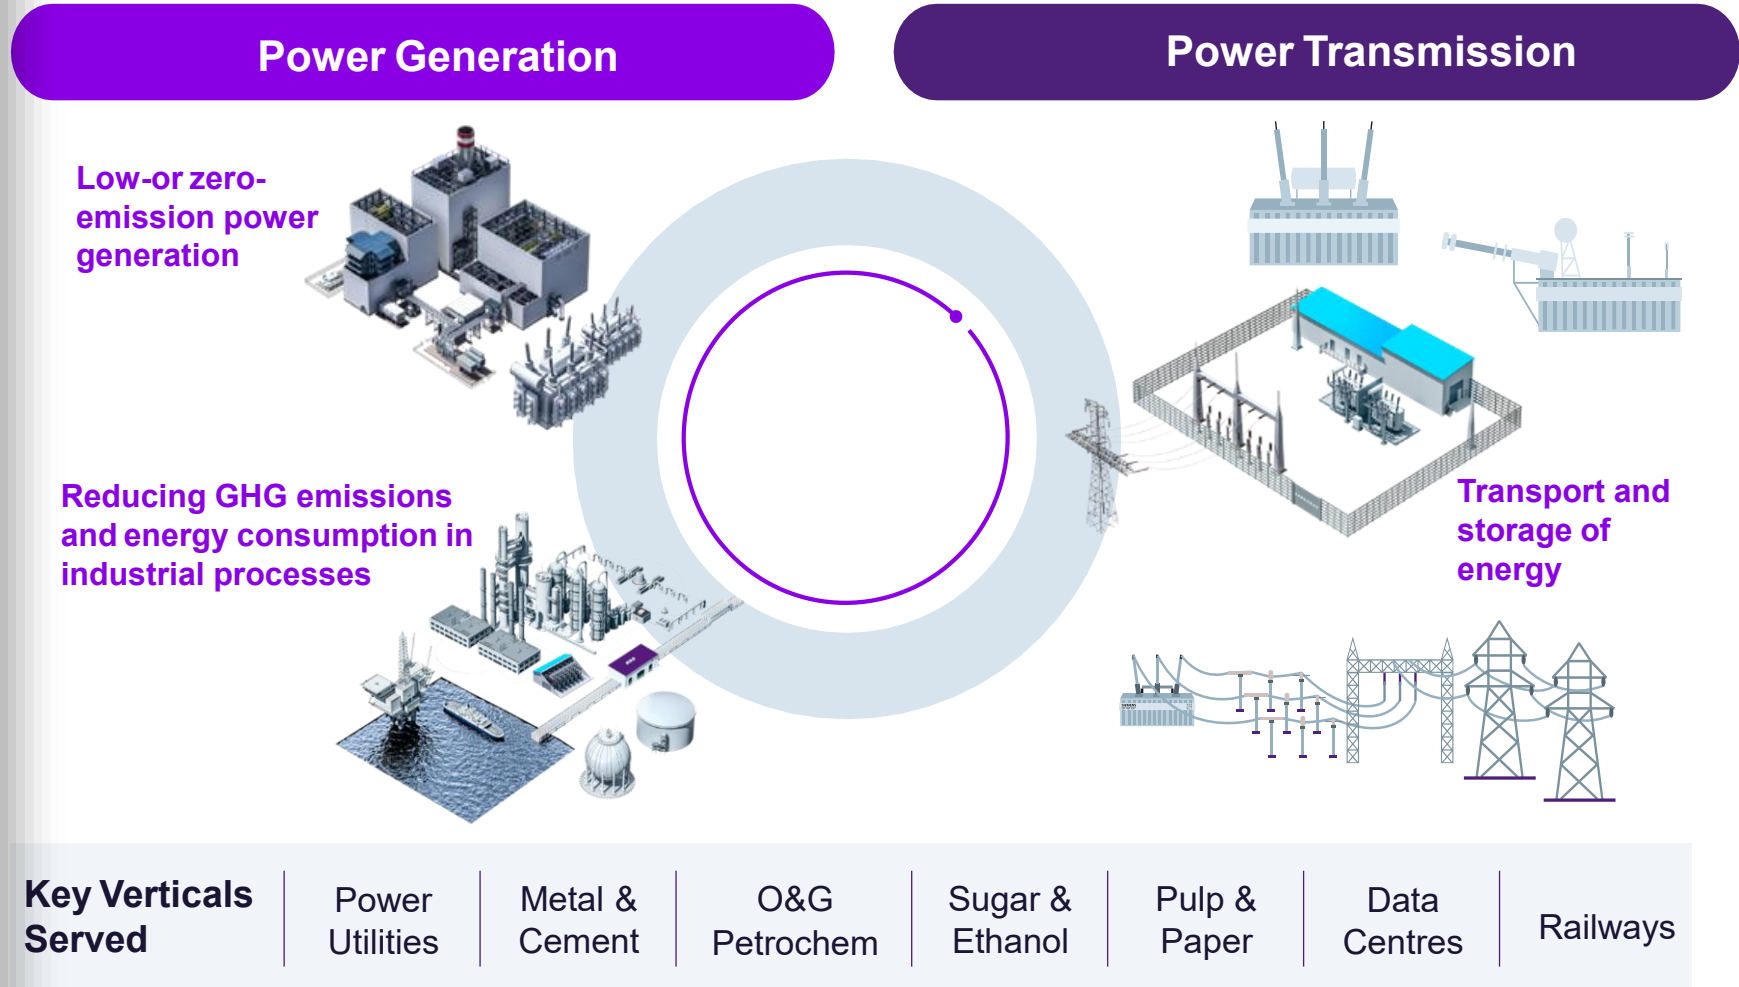 Power Generation
Power Transmission
Low-or zero-
emission power
generation
Reducing GHG emissions
and energy consumption in
industrial processes
Transport and
storage of
energy
Key Verticals
Served
Power
Utilities
Metal &
Cement
O&G
Petrochem
Sugar &
Ethanol
Pulp &
Paper
Data
Centres
Railways